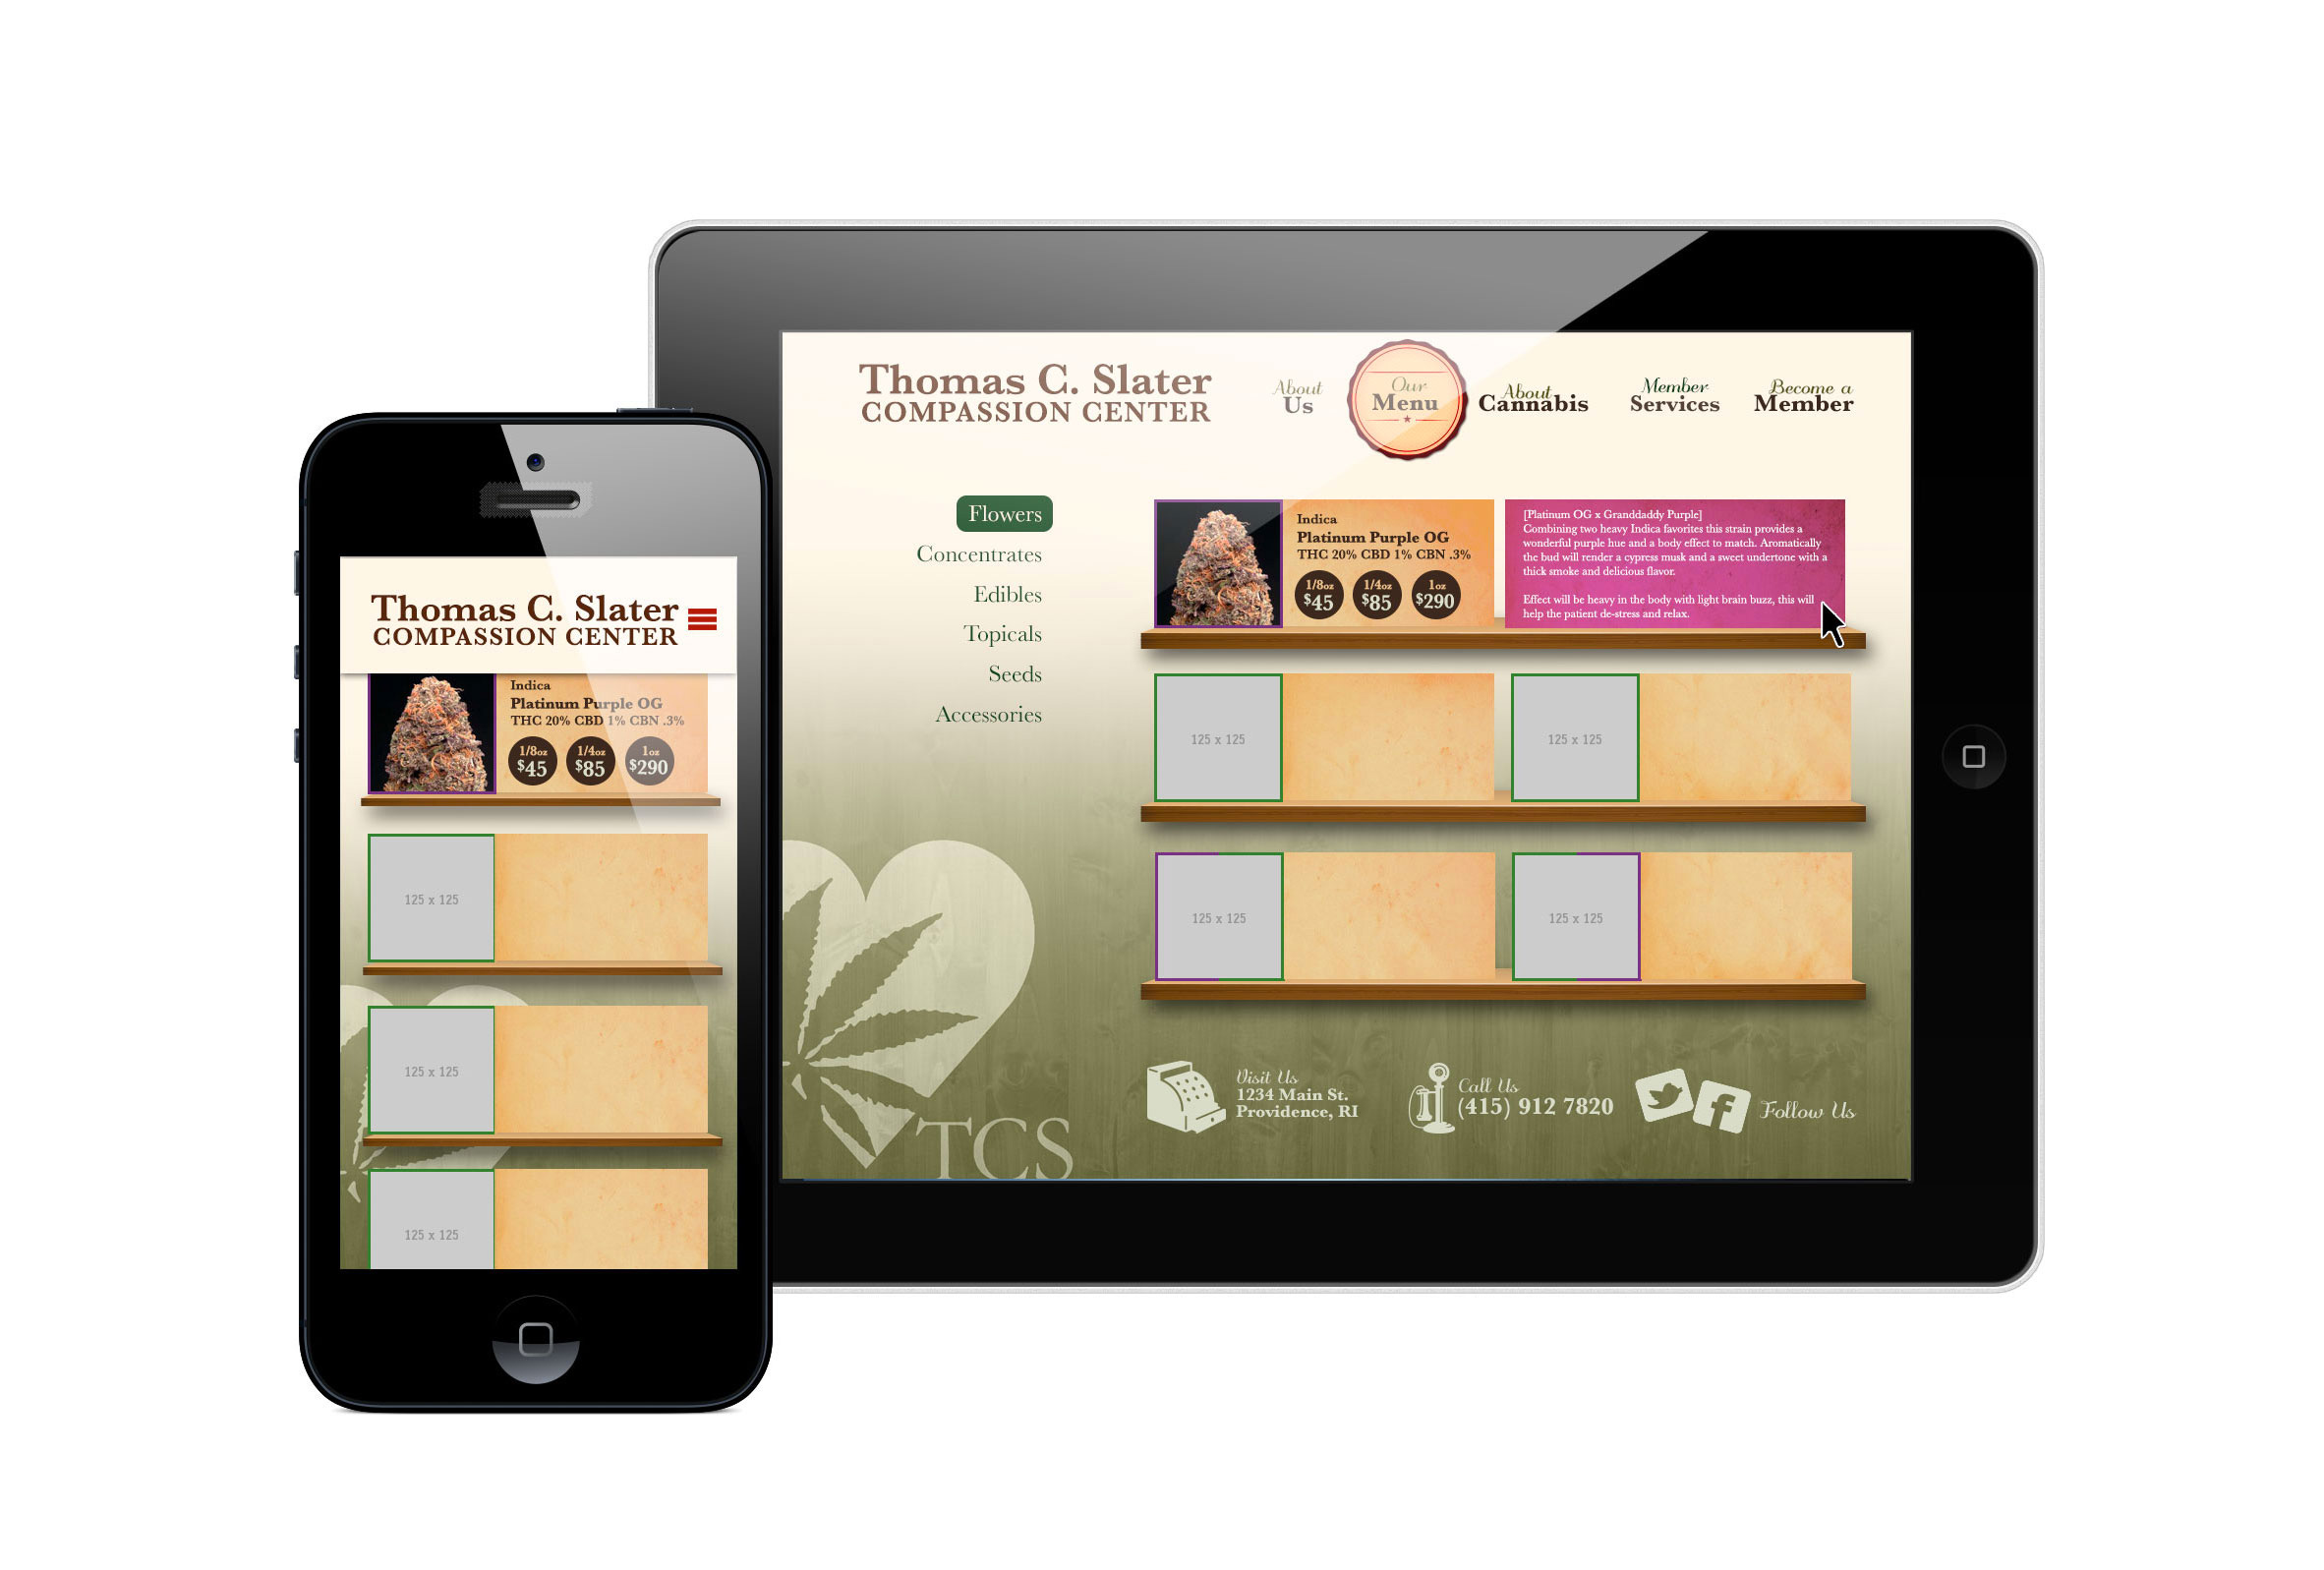 Thomas C. Slater
COMPASSION CENTER
Indica
Platinum Purple OG
THC 20% CBD 1% CBN .3%
1/8oz
$45
1/4oz
$85
1oz
$290
125 x 125
125 x 125
125 x 125
Thomas C. Slater
COMPASSION CENTER
About
Us
Our
Menu
About
Cannabis
Member
Services
Become a
Member
Flowers
Concentrates
Edibles
Topicals
Seeds
Accessories
Indica
Platinum Purple OG
THC 20% CBD 1% CBN .3%
1/8oz
$45
1/4oz
$85
1oz
$290
[Platinum OG x Granddaddy Purple]
Combining two heavy Indica favorites this strain provides a
wonderful purple hue and a body effect to match. Aromatically
the bud will render a cypress musk and a sweet undertone with a
thick smoke and delicious flavor.
Effect will be heavy in the body with light brain buzz, this will
help the patient de-stress and relax.
125 x 125
125 x 125
125 x 125
125 x 125
TCS
Visit Us
1234 Main St.
Providence, RI
Call Us
(415) 912 7820
Follow Us